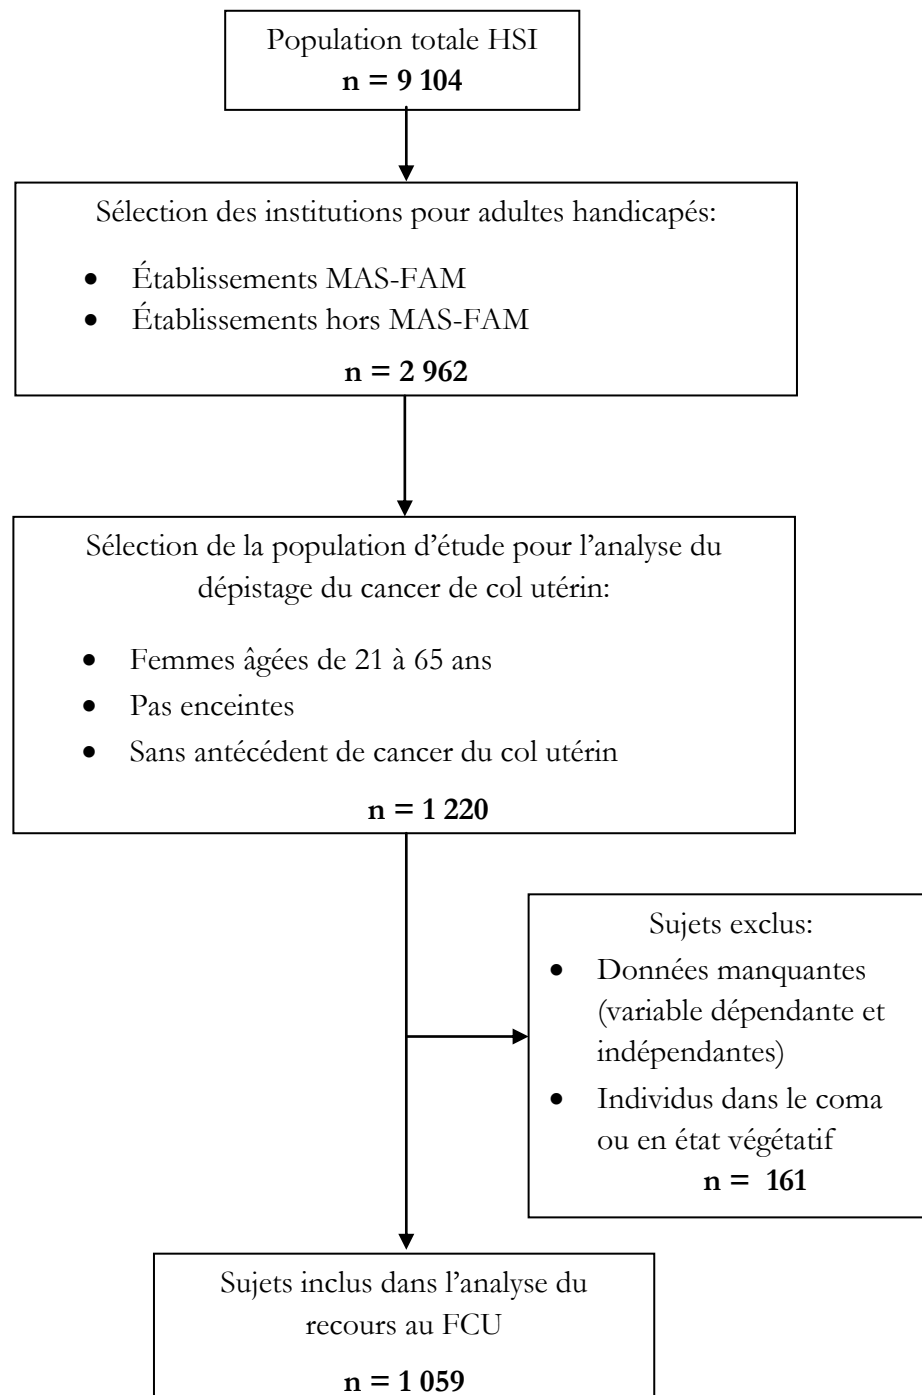 Population totale HSI
n = 9 104
Sélection des institutions pour adultes handicapés:
• Établissements MAS-FAM
• Établissements hors MAS-FAM
n = 2 962
Sélection de la population d’étude pour l’analyse du
dépistage du cancer de col utérin:
• Femmes âgées de 21 à 65 ans
• Pas enceintes
• Sans antécédent de cancer du col utérin
n = 1 220
Sujets exclus:
• Données manquantes
(variable dépendante et
indépendantes)
• Individus dans le coma
ou en état végétatif
n = 161
Sujets inclus dans l’analyse du
recours au FCU
n = 1 059